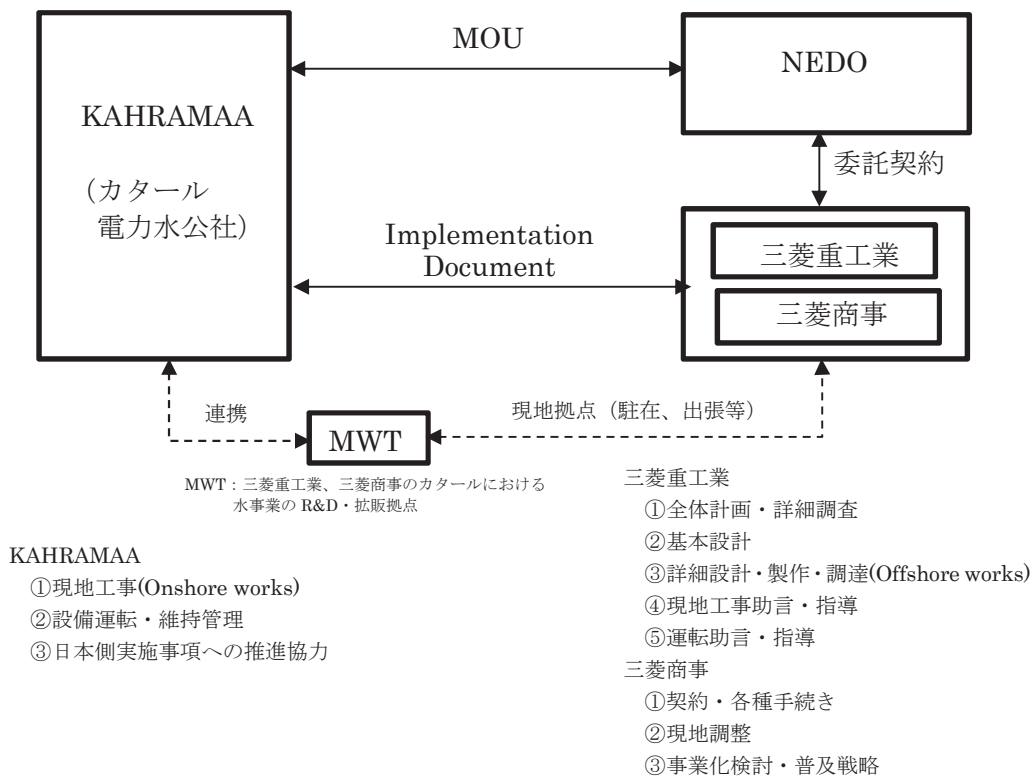 MOU
NEDO
KAHRAMAA
(カタール
電力水公社)
委託契約
Implementation
Document
三菱重工業
三菱商事
連携
MWT
現地拠点（駐在、出張等）
MWT：三菱重工業、三菱商事のカタールにおける
水事業の R&D・拡販拠点
KAHRAMAA
①現地工事(Onshore works)
②設備運転・維持管理
③日本側実施事項への推進協力
三菱重工業
①全体計画・詳細調査
②基本設計
③詳細設計・製作・調達(Offshore works)
④現地工事助言・指導
⑤運転助言・指導
三菱商事
①契約・各種手続き
②現地調整
③事業化検討・普及戦略